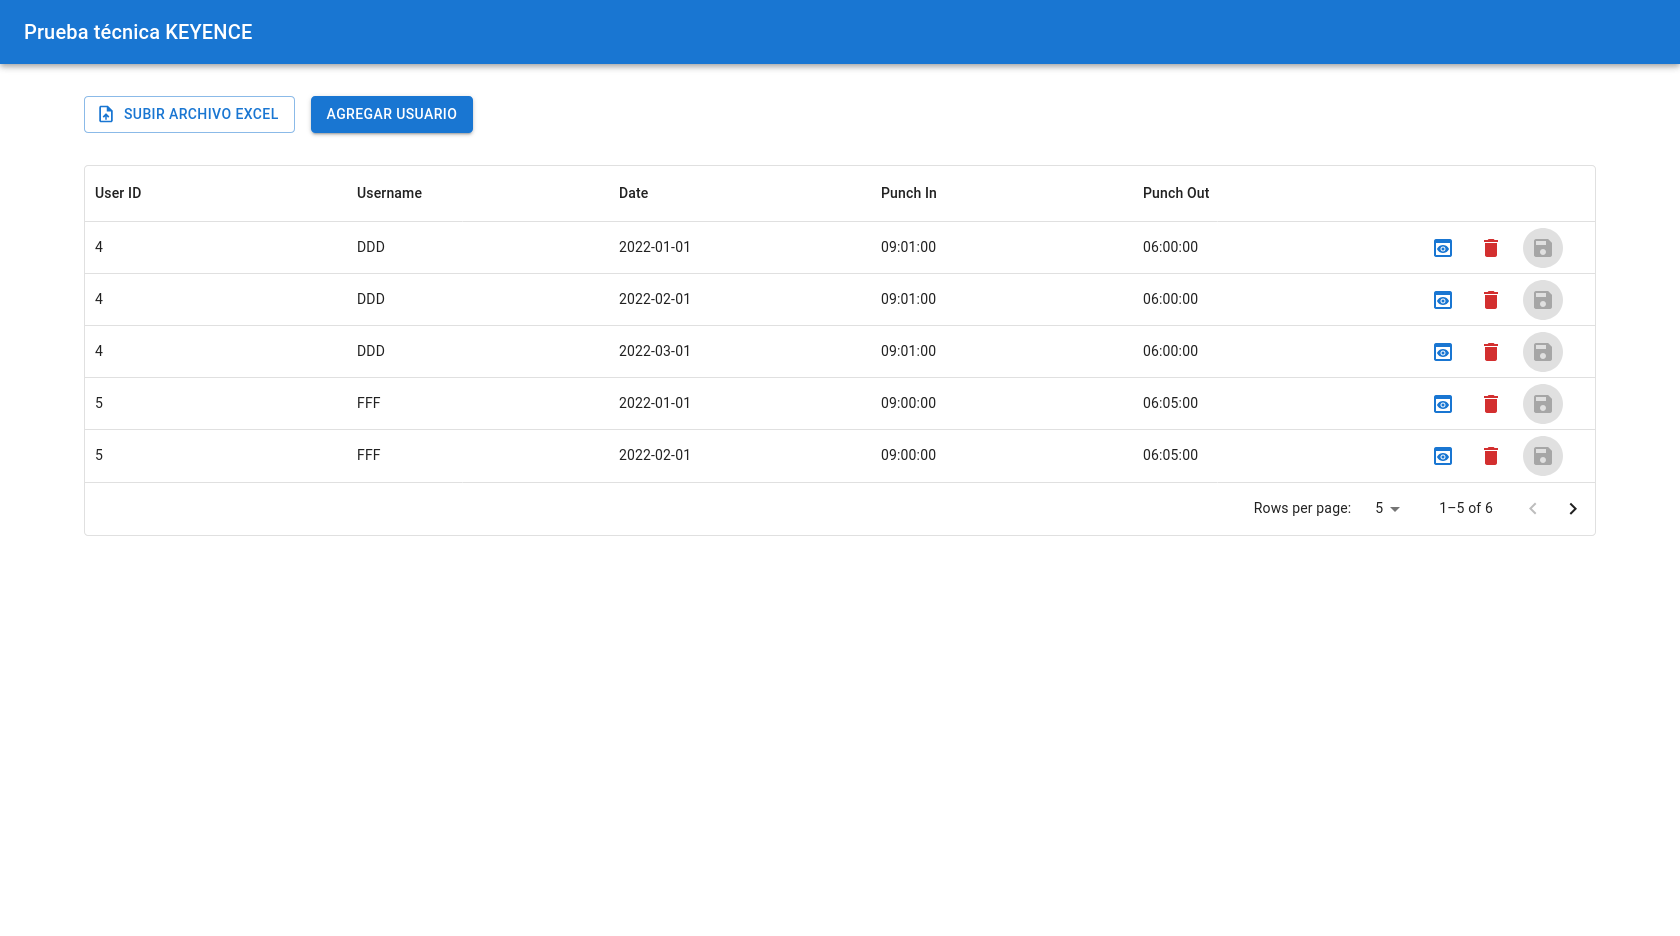 Prueba técnica KEYENCE
SUBIR ARCHIVO EXCEL AGREGAR USUARIO
User ID Username Date Punch In Punch Out
4 DDD 2022-01-01 09:01:00 06:00:00
4 DDD 2022-02-01 09:01:00 06:00:00
4 DDD 2022-03-01 09:01:00 06:00:00
5 FFF 2022-01-01 09:00:00 06:05:00
5 FFF 2022-02-01 09:00:00 06:05:00
Rows per page: 5 1–5 of 6